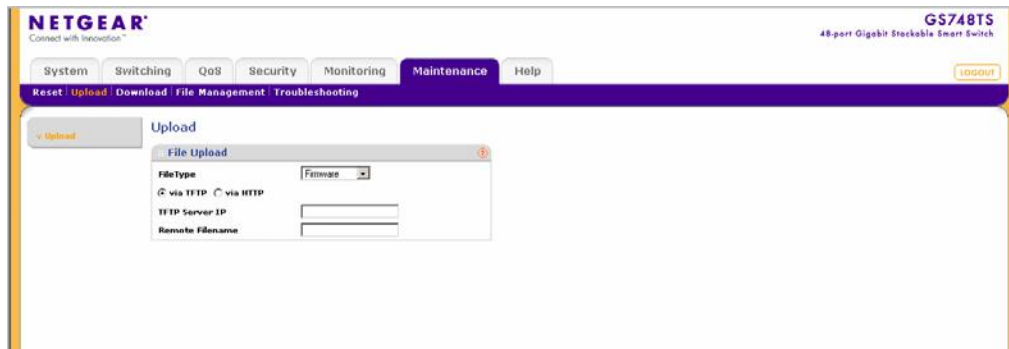 NETGEAR
Connect with Innovation™
GS748TS
48-port Gigabit Stackable Smart Switch
System Switching QoS Security Monitoring Maintenance Help
LOGOUT
Reset Upload Download File Management Troubleshooting
Upload
Upload
File Upload
?
FileType Firmware
via TFTP via HTTP
TFTP Server IP
Remote Filename